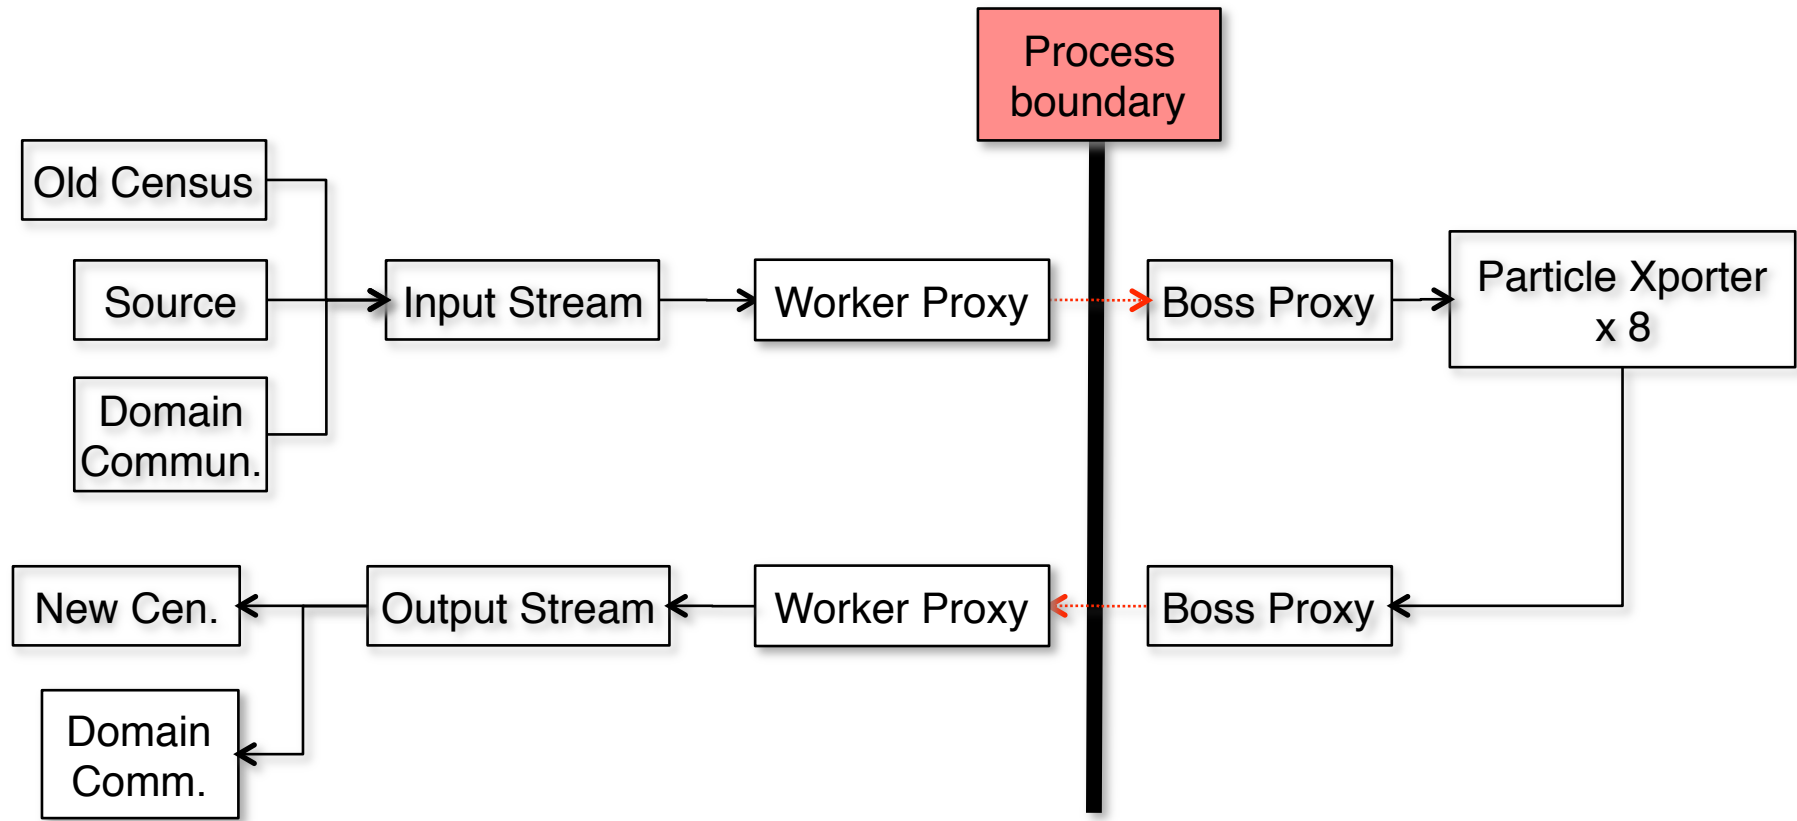 Process
boundary
Old Census
Source
Domain
Commun.
Input Stream
Worker Proxy
Boss Proxy
Particle Xporter
x 8
New Cen.
Output Stream
Worker Proxy
Boss Proxy
Domain
Comm.